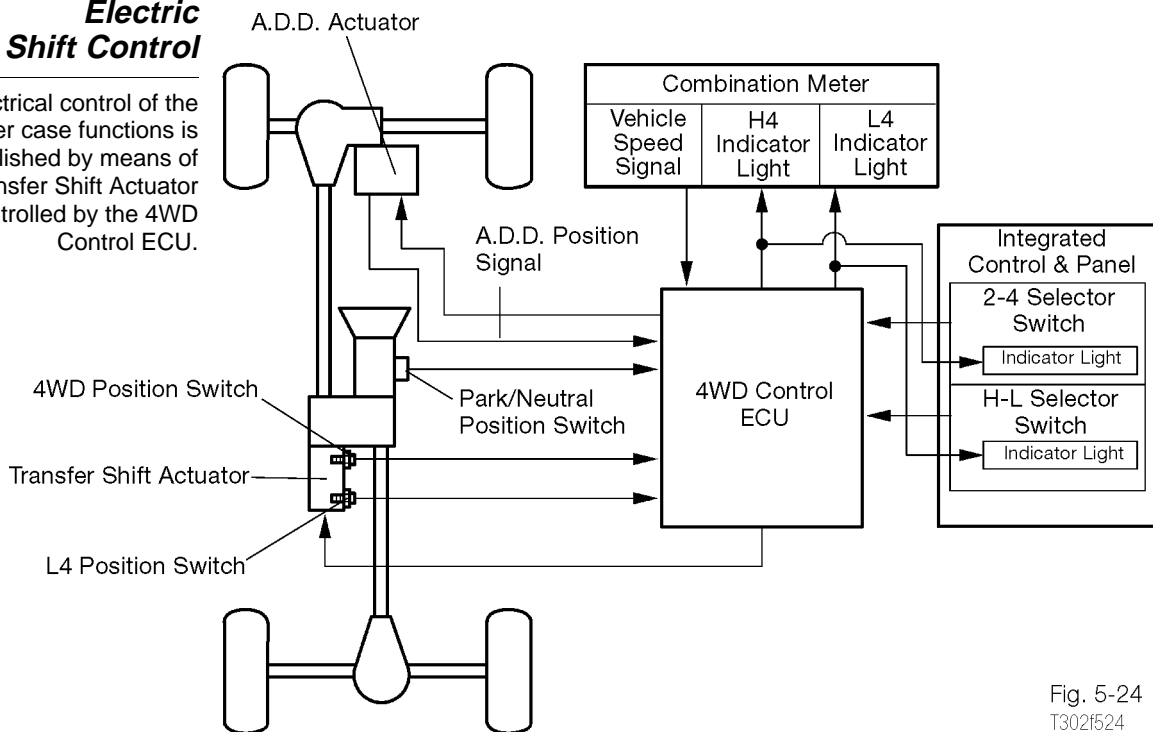 Electric
Shift Control
ctrical control of the
er case functions is
lished by means of
nsfer Shift Actuator
trolled by the 4WD
Control ECU.
A.D.D. Actuator
Combination Meter
Vehicle
Speed
Signal
H4
Indicator
Light
L4
Indicator
Light
A.D.D. Position
Signal
Integrated
Control & Panel
2-4 Selector
Switch
Indicator Light
H-L Selector
Switch
Indicator Light
4WD Control
ECU
4WD Position Switch
Park/Neutral
Position Switch
Transfer Shift Actuator
L4 Position Switch
Fig. 5-24
T302f524